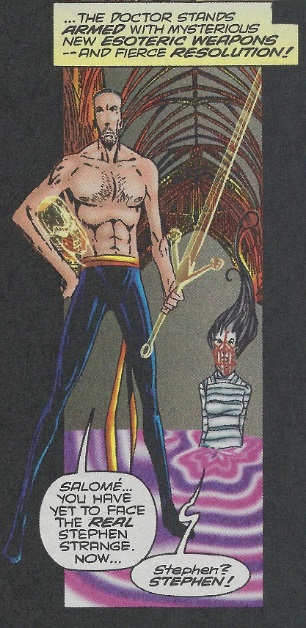 ...THE DOCTOR STANDS
ARMED WITH MYSTERIOUS
NEW ESOTERIC WEAPONS
--AND FIERCE RESOLUTION!
SALOMÉ...
YOU HAVE
YET TO FACE
THE REAL
STEPHEN
STRANGE.
NOW...
Stephen?
STEPHEN!